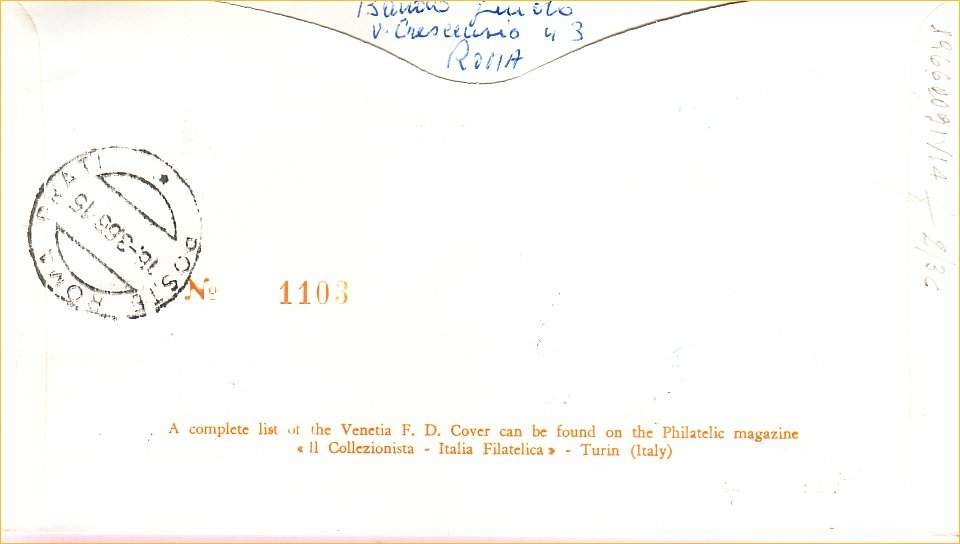 V. Crescenzio n 3
ROMA
POSTE ROMA PRATI
Nº 1103
A complete list of the Venetia F. D. Cover can be found on the Philatelic magazine
« Il Collezionista - Italia Filatelica » - Turin (Italy)